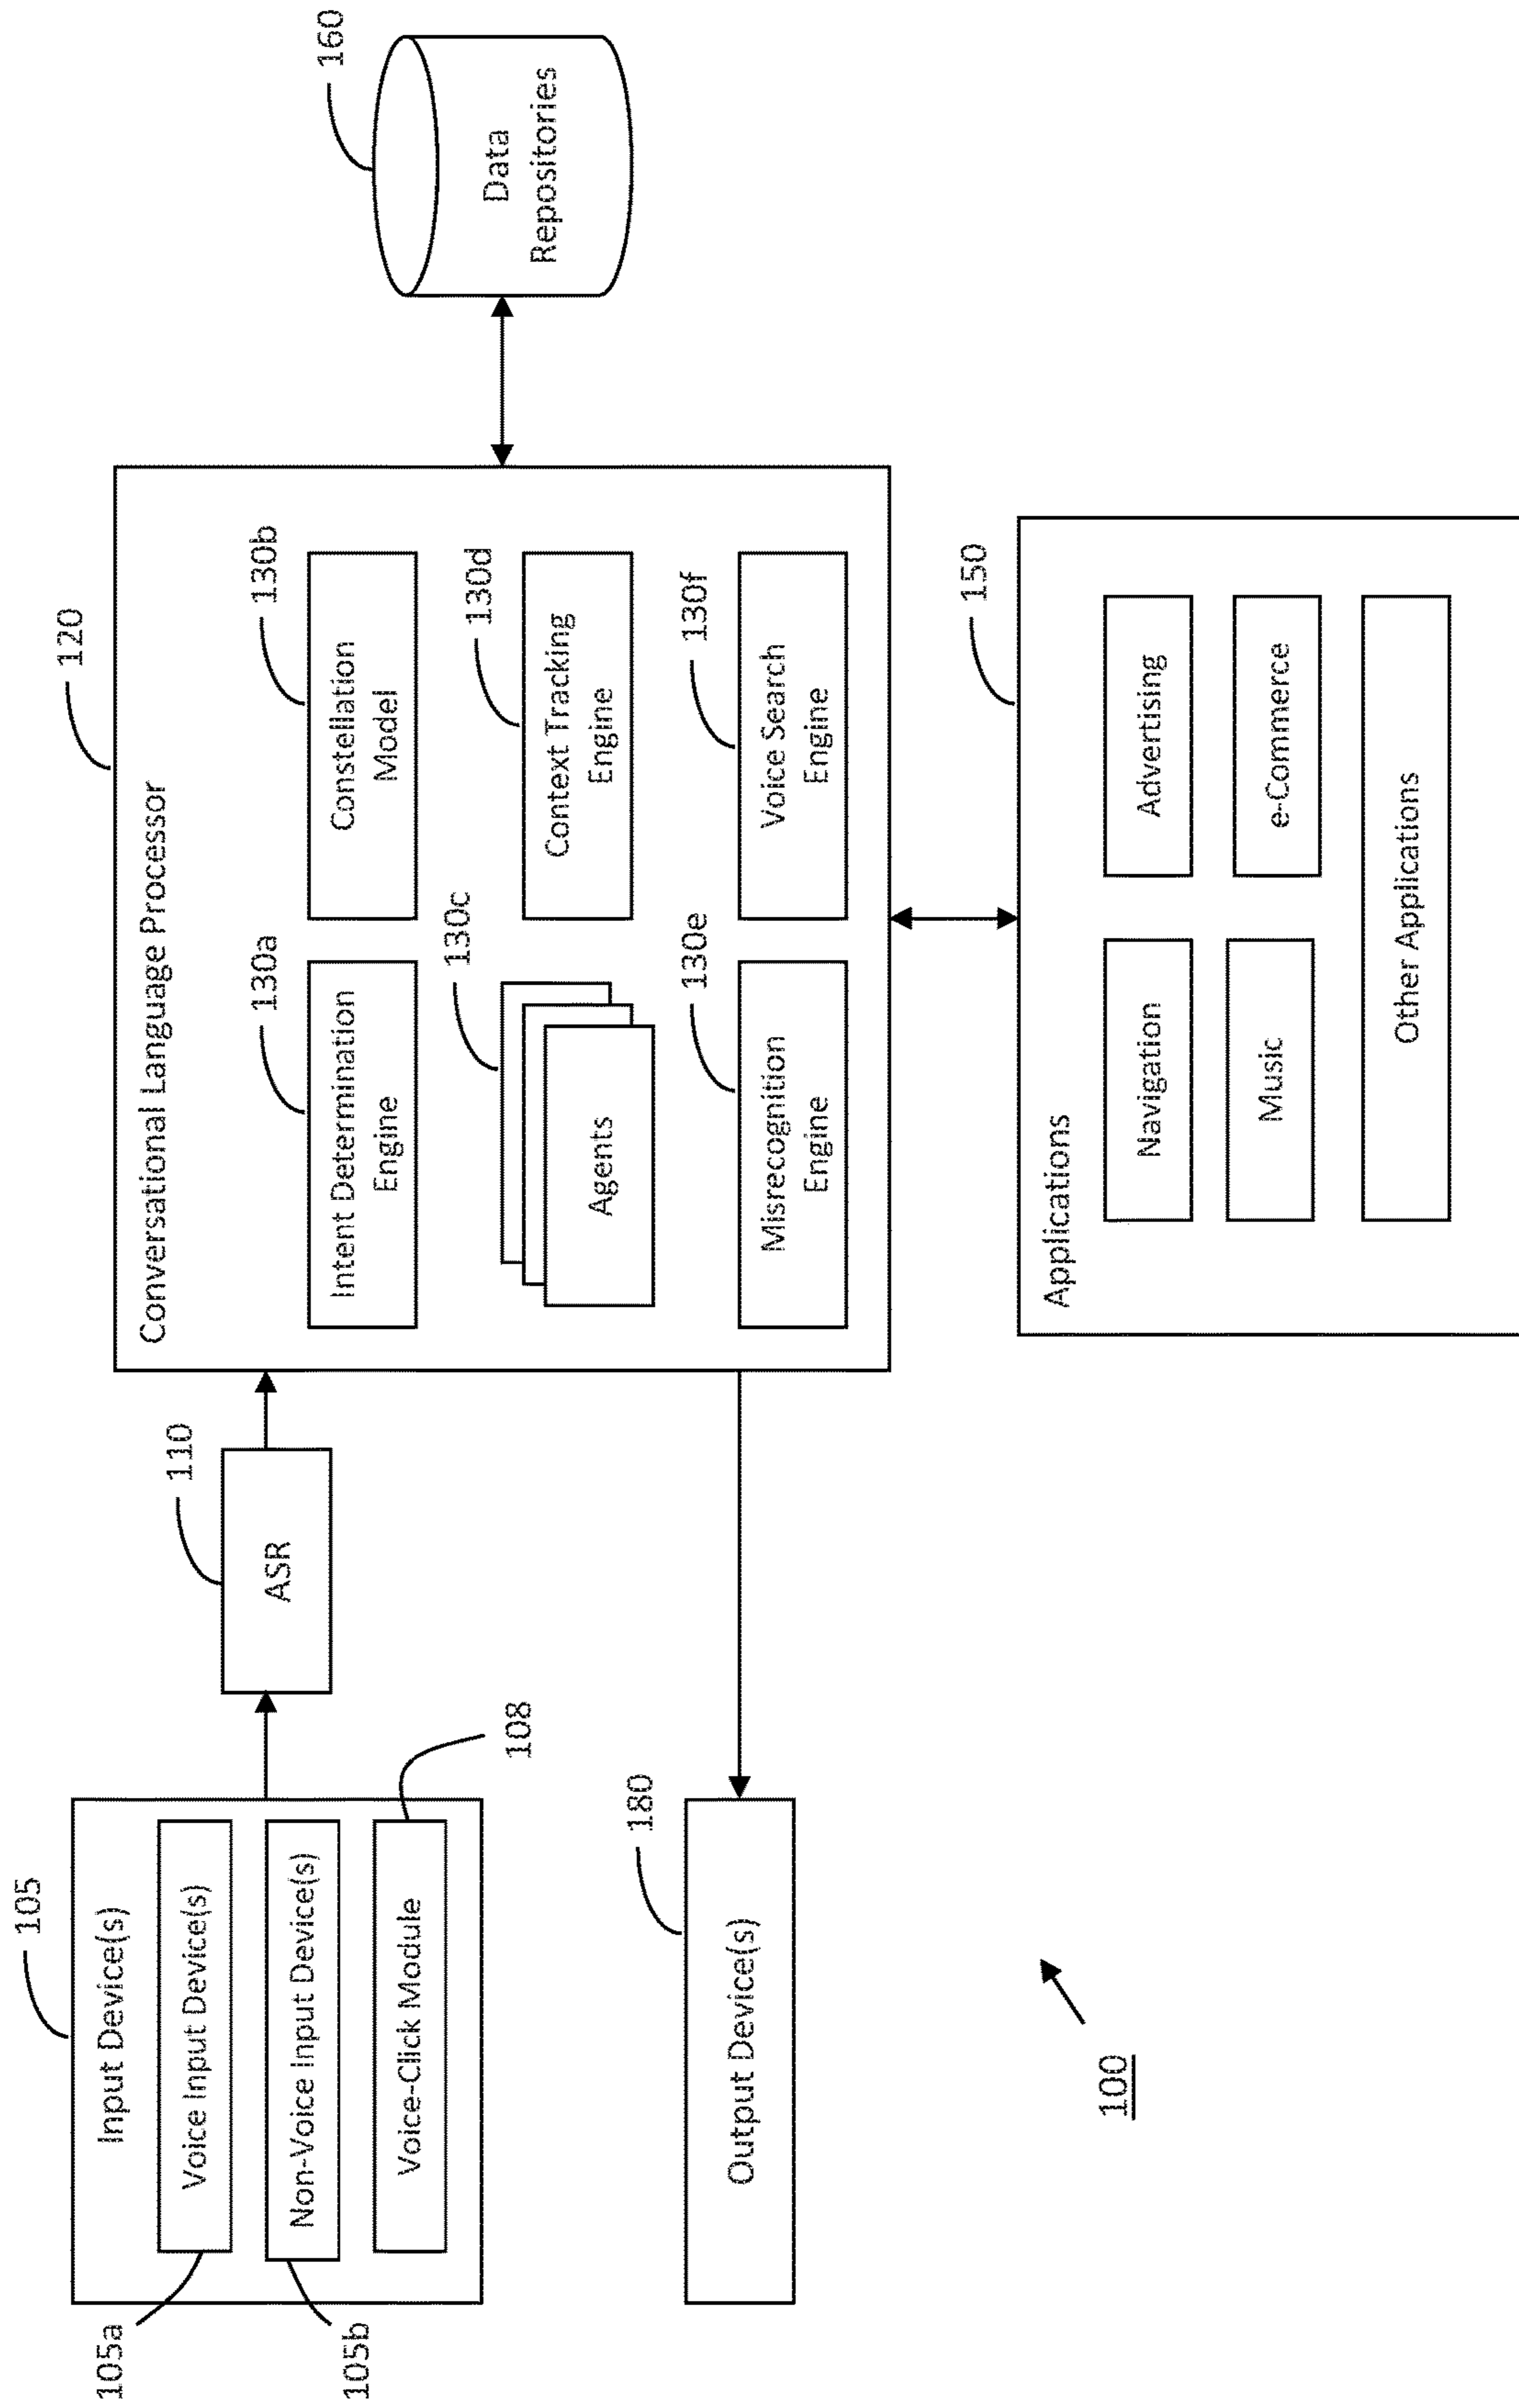 105
Input Device(s)
Voice Input Device(s)
105a
Non-Voice Input Device(s)
105b
Voice-Click Module
108
110
ASR
120
Conversational Language Processor
130a
Intent Determination
Engine
130b
Constellation
Model
130c
Agents
130d
Context Tracking
Engine
130e
Misrecognition
Engine
130f
Voice Search
Engine
160
Data
Repositories
180
Output Device(s)
150
Applications
Navigation
Advertising
Music
e-Commerce
Other Applications
100